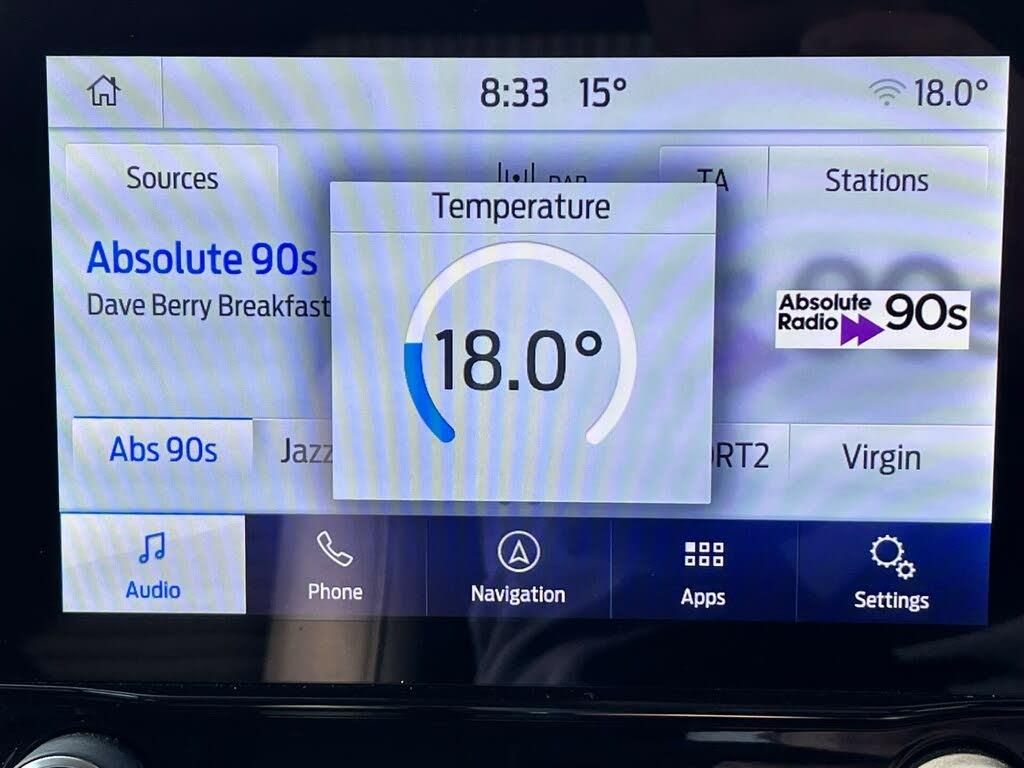 8:33 15° 18.0°
Sources
TA
Stations
Temperature
18.0°
Absolute 90s
Dave Berry Breakfast
Absolute
Radio 90s
Abs 90s
Jazz
Virgin
Audio
Phone
Navigation
Apps
Settings